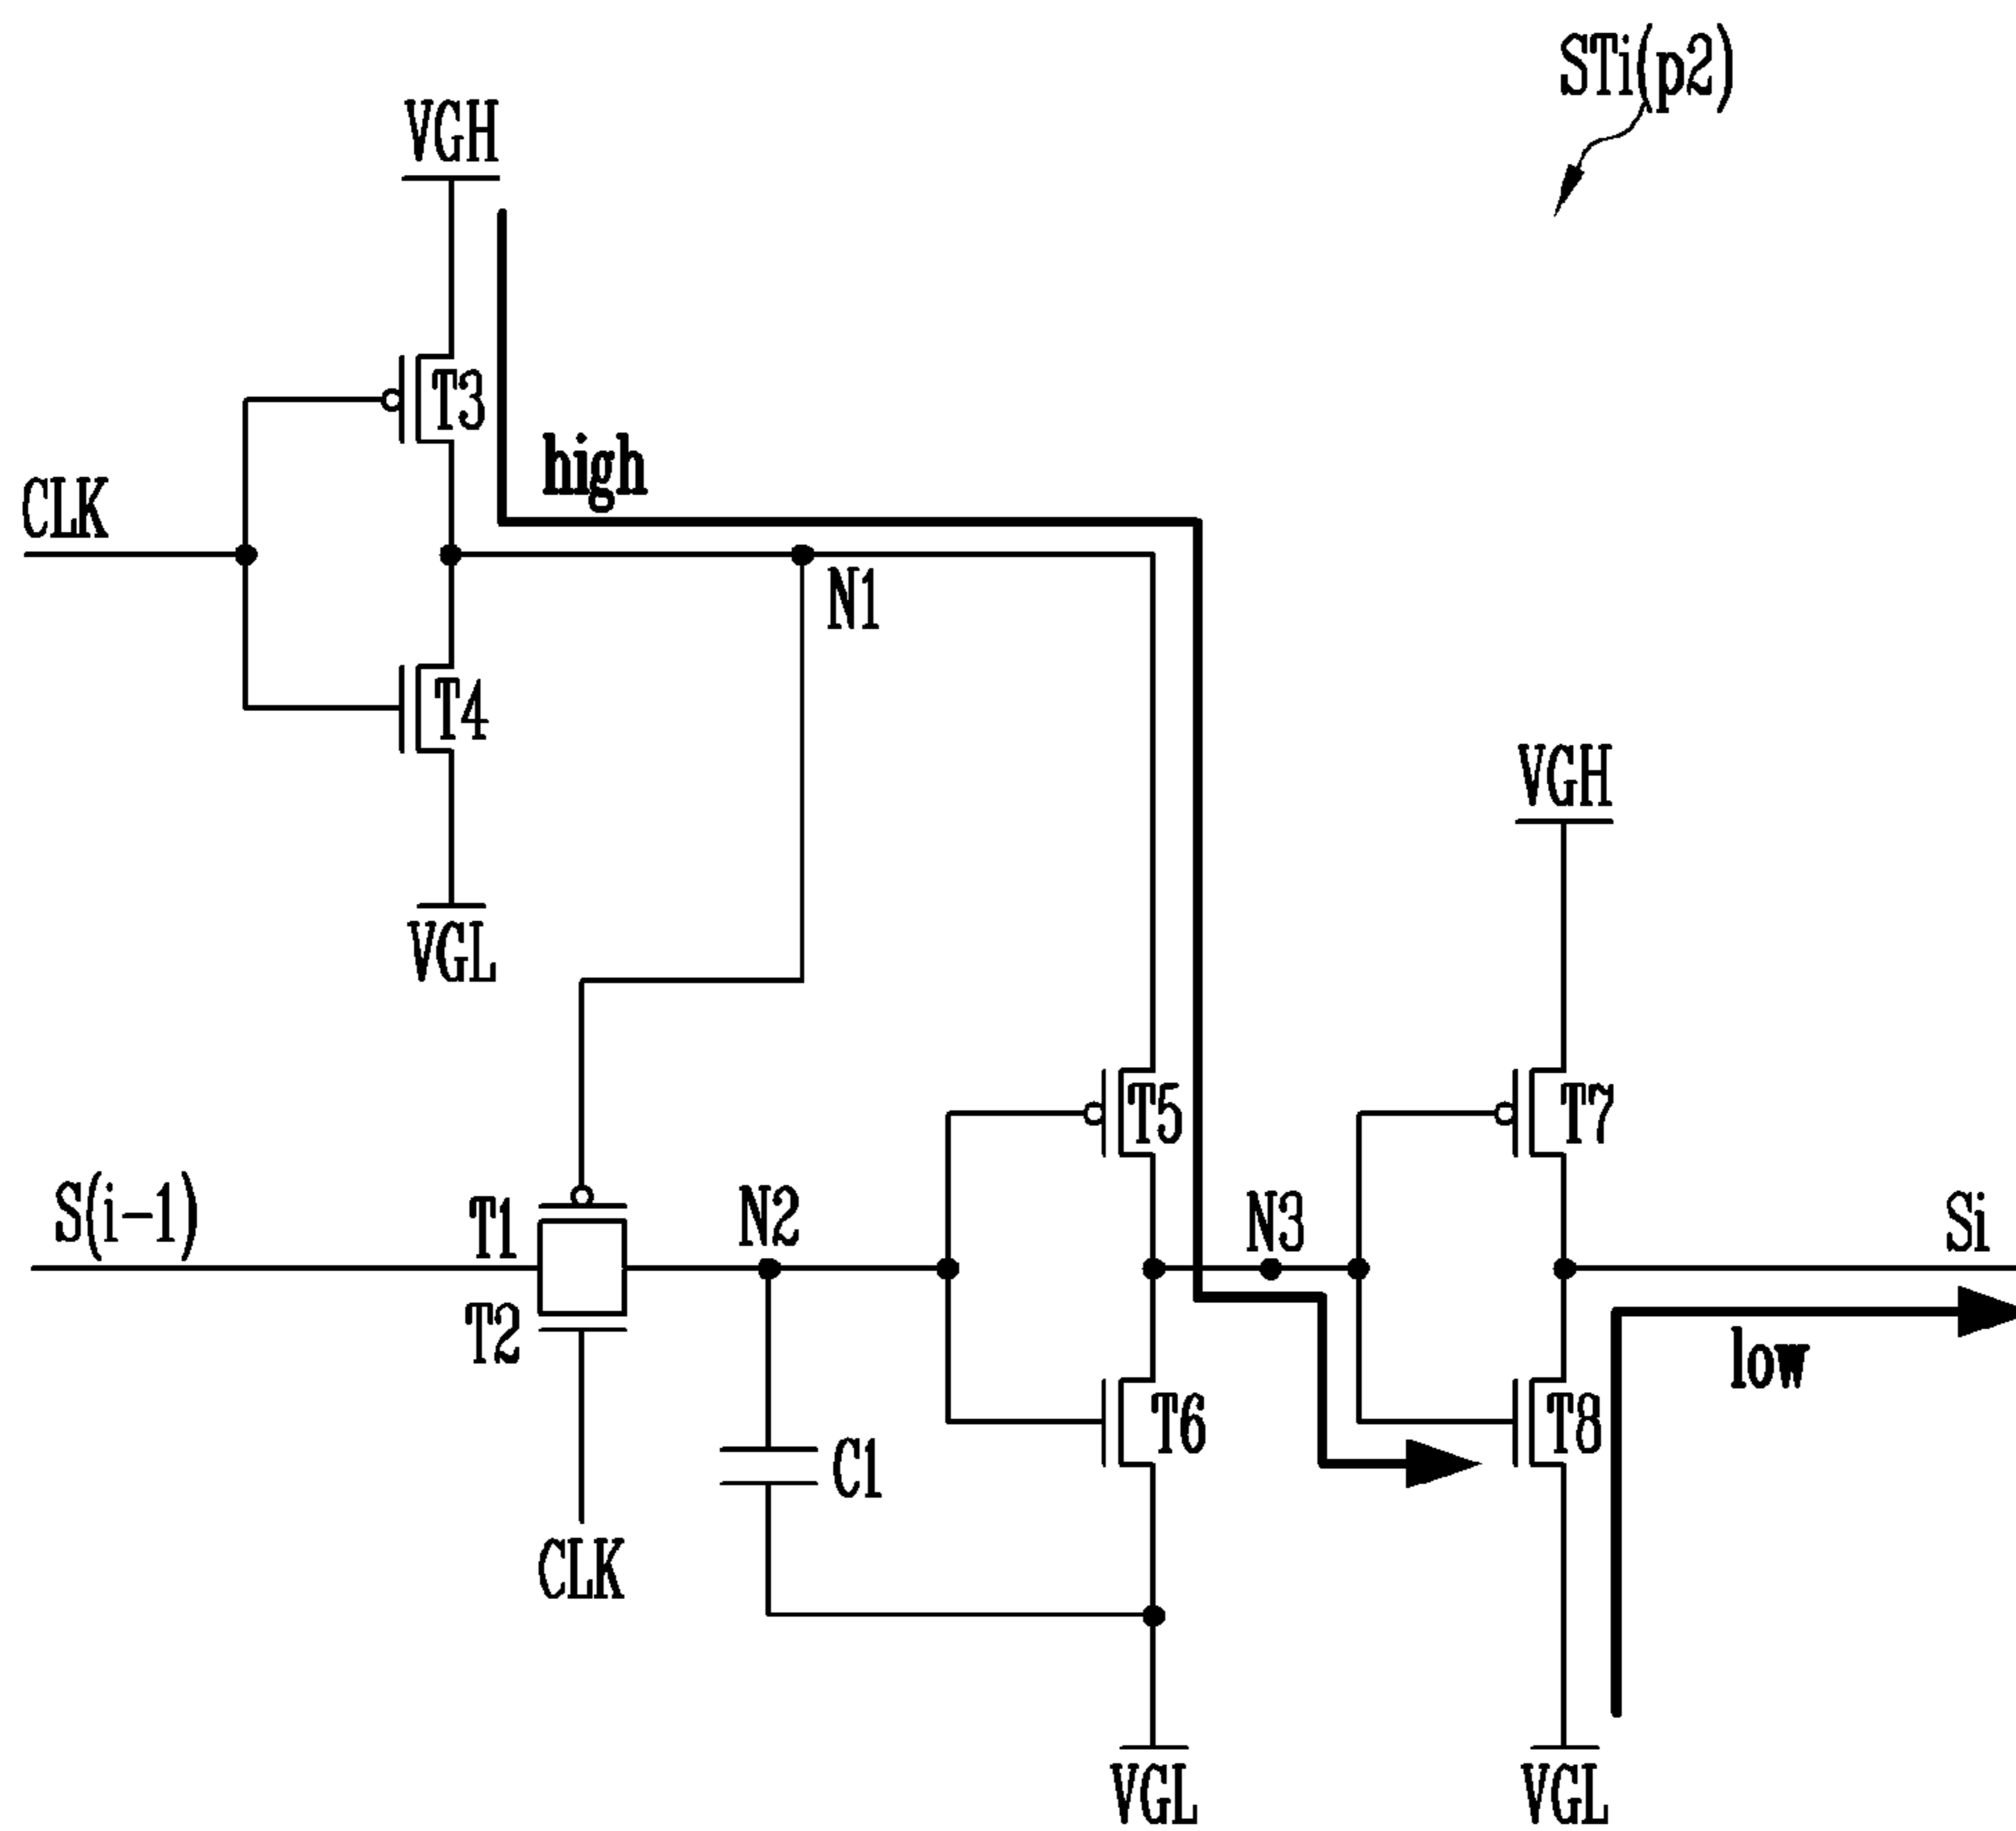 STi(p2)
VGH
T3
high
CLK
N1
T4
VGL
VGH
T5
T7
S(i-1)
T1
N2
N3
Si
T2
low
T6
T8
C1
CLK
VGL
VGL